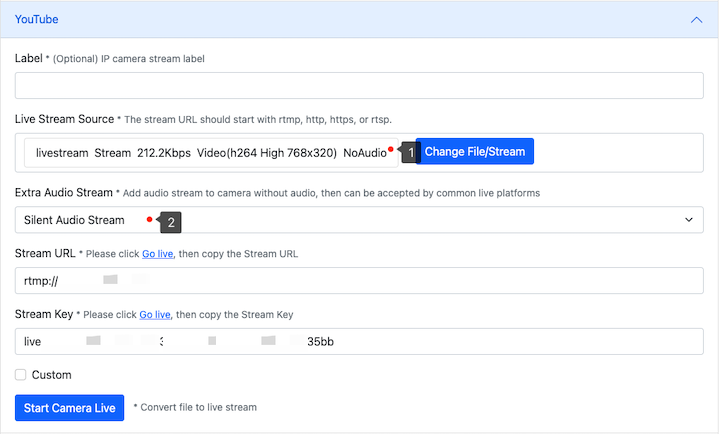 YouTube
Label * (Optional) IP camera stream label
Live Stream Source * The stream URL should start with rtmp, http, https, or rtsp.
livestream Stream 212.2Kbps Video(h264 High 768x320) NoAudio 1 Change File/Stream
Extra Audio Stream * Add audio stream to camera without audio, then can be accepted by common live platforms
Silent Audio Stream 2
Stream URL * Please click Go live, then copy the Stream URL
rtmp://
Stream Key * Please click Go live, then copy the Stream Key
live 35bb
Custom
Start Camera Live * Convert file to live stream